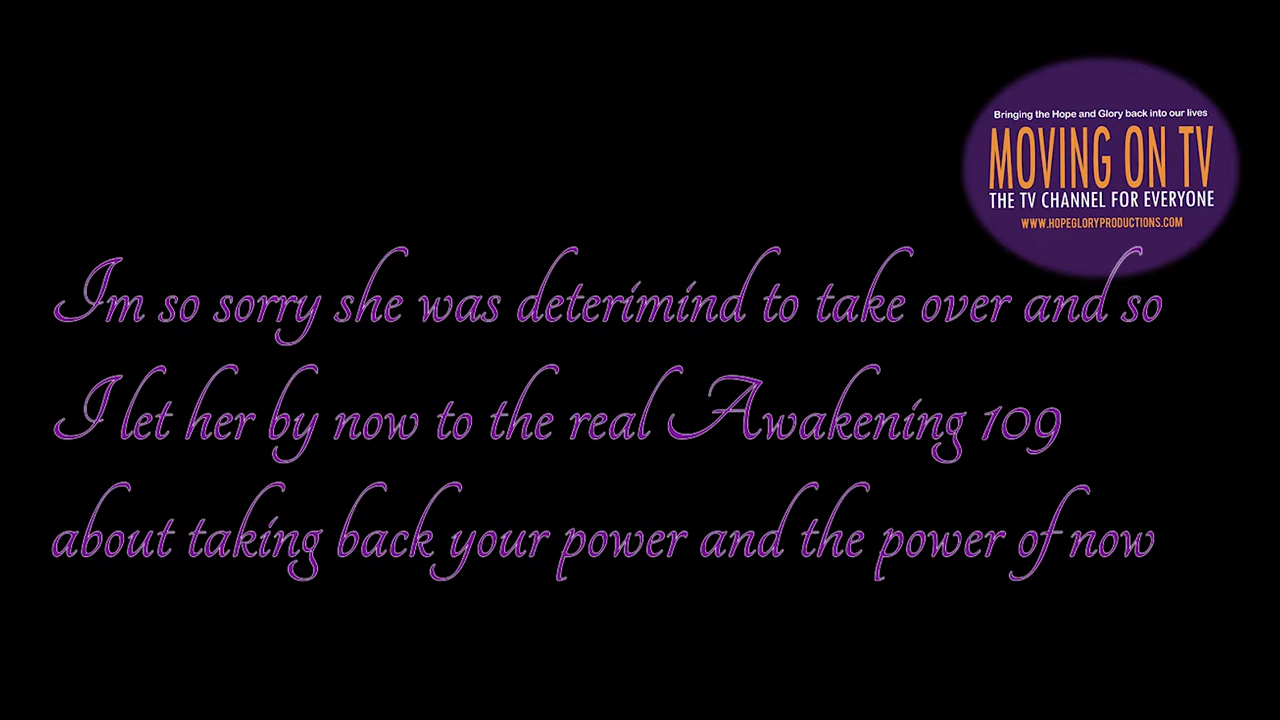 Bringing the Hope and Glory back into our lives
MOVING ON TV
THE TV CHANNEL FOR EVERYONE
WWW.HOPEGLORYPRODUCTIONS.COM
Im so sorry she was deterimind to take over and so
I let her by now to the real Awakening 109
about taking back your power and the power of now